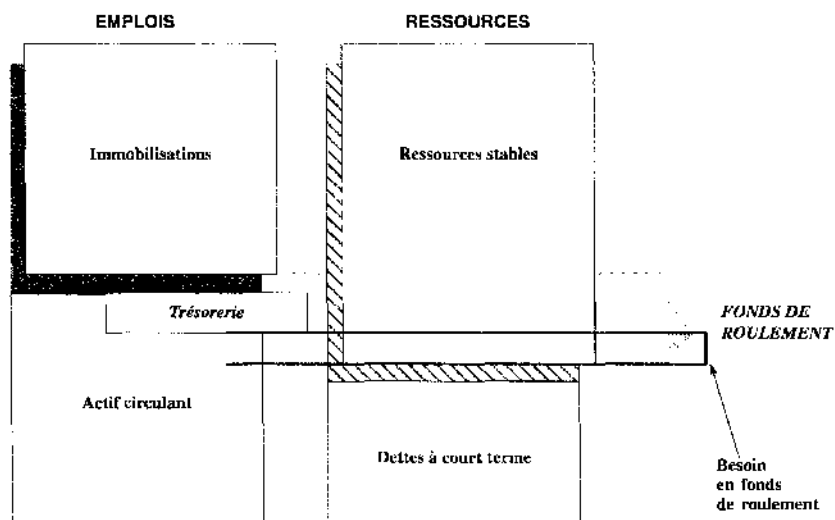 EMPLOIS
RESSOURCES
Immobilisations
Ressources stables
Trésorerie
FONDS DE
ROULEMENT
Actif circulant
Dettes à court terme
Besoin
en fonds
de roulement